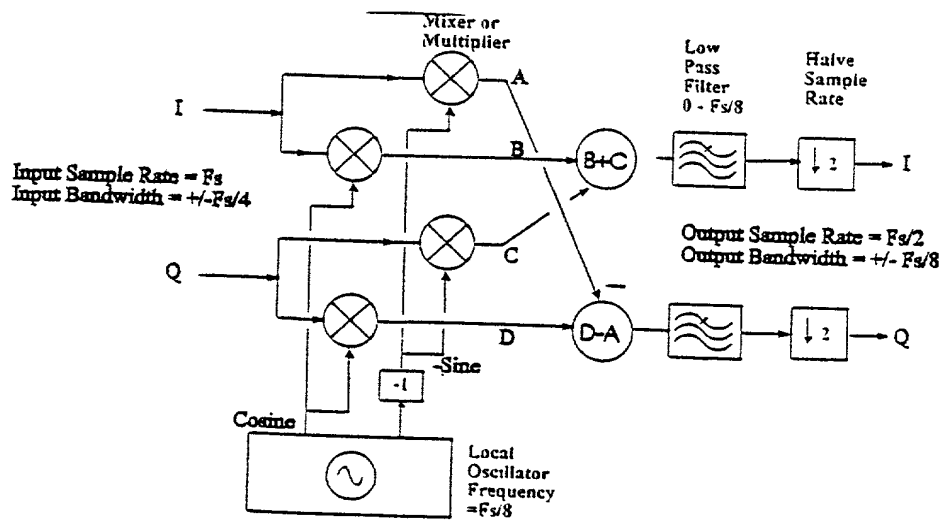 Mixer or
Multiplier
A
Low
Pass
Filter
0 - Fs/8
Halve
Sample
Rate
I
B
B+C
↓ 2
I
Input Sample Rate = Fs
Input Bandwidth = +/-Fs/4
C
Output Sample Rate = Fs/2
Output Bandwidth = +/- Fs/8
Q
D
D-A
↓ 2
Q
-Sine
-1
Cosine
Local
Oscillator
Frequency
=Fs/8